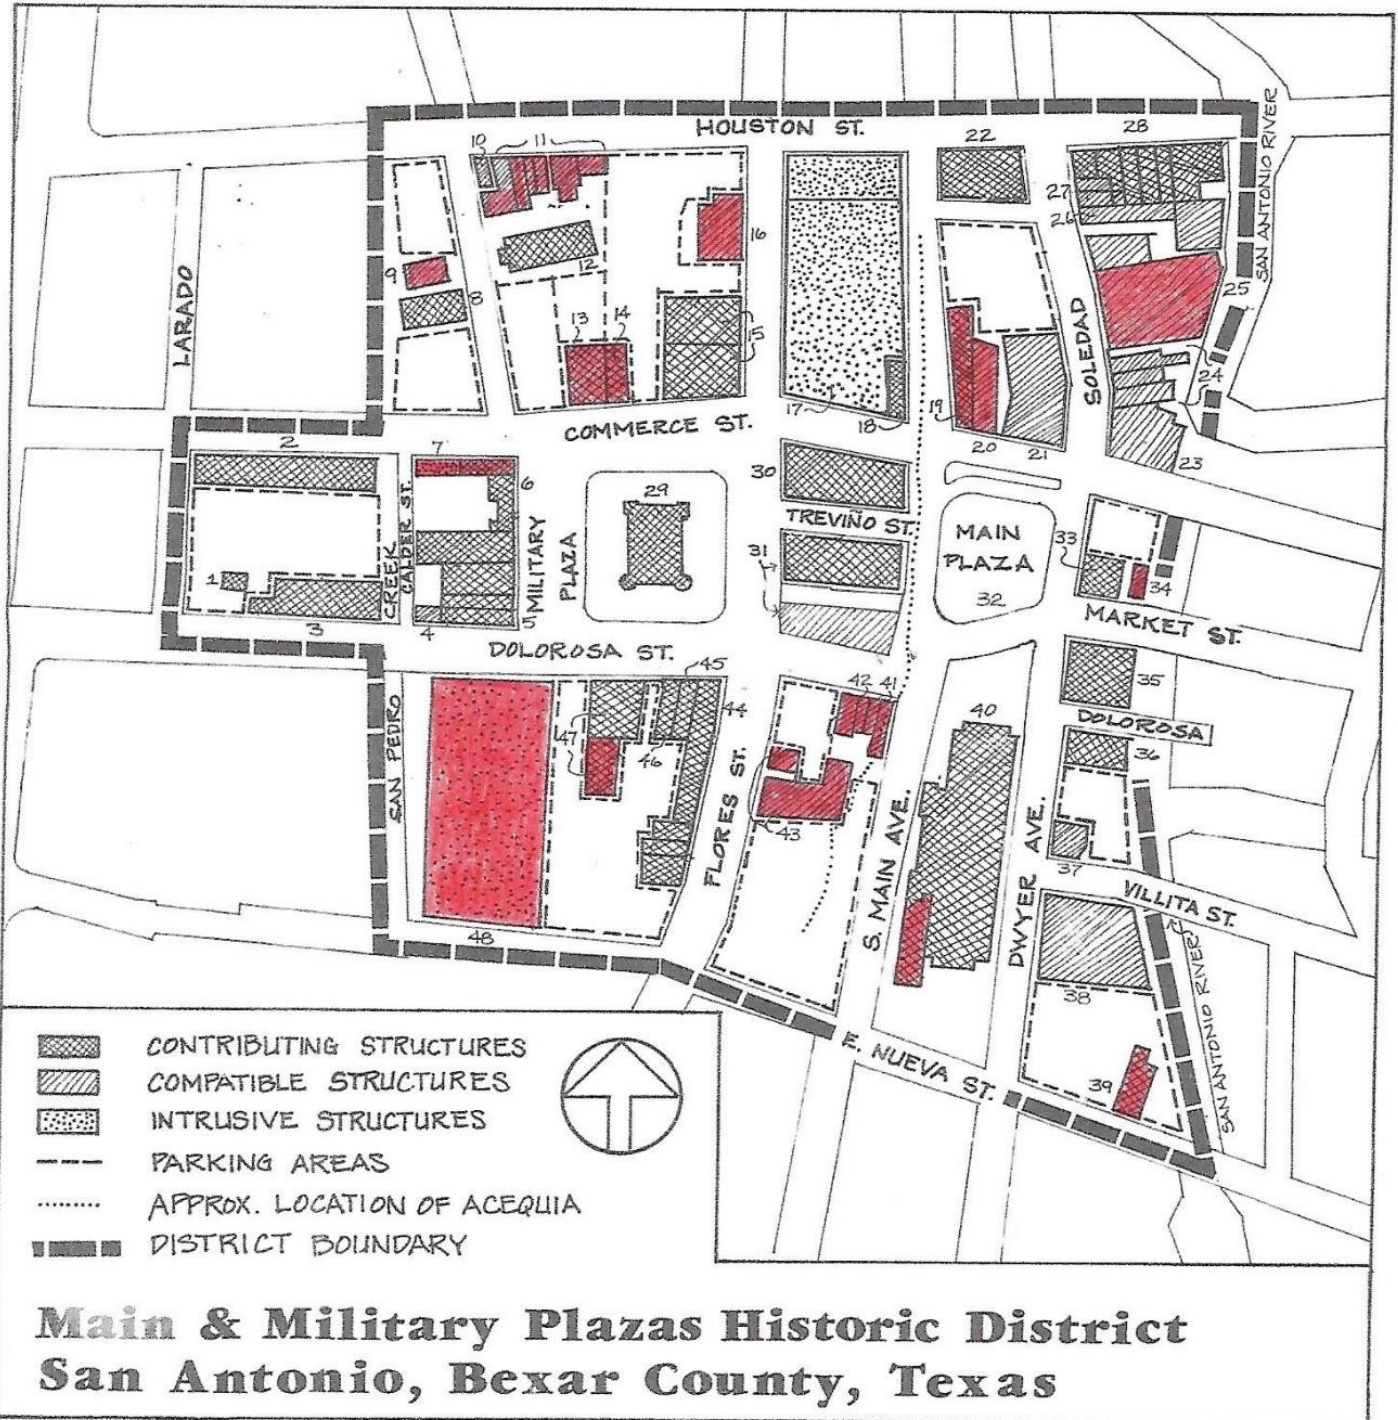 HOUSTON ST.
SAN ANTONIO RIVER
10
11
22
28
27
26
16
9
8
12
25
LARADO
SOLEDAD
13
14
15
24
17
18
19
20
21
23
COMMERCE ST.
2
7
6
29
30
TREVIÑO ST.
MAIN
PLAZA
32
33
34
31
CREEK
CALDER ST.
MILITARY
PLAZA
1
3
4
5
MARKET ST.
DOLOROSA ST.
45
44
42
41
40
35
DOLOROSA
36
SAN PEDRO
47
46
FLORES ST.
43
S. MAIN AVE.
DWYER AVE.
37
VILLITA ST.
48
38
SAN ANTONIO RIVER
39
E. NUEVA ST.
CONTRIBUTING STRUCTURES
COMPATIBLE STRUCTURES
INTRUSIVE STRUCTURES
PARKING AREAS
APPROX. LOCATION OF ACEQUIA
DISTRICT BOUNDARY
Main & Military Plazas Historic District
San Antonio, Bexar County, Texas